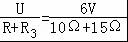 U/(R+R₃) = 6V/(10Ω+15Ω)